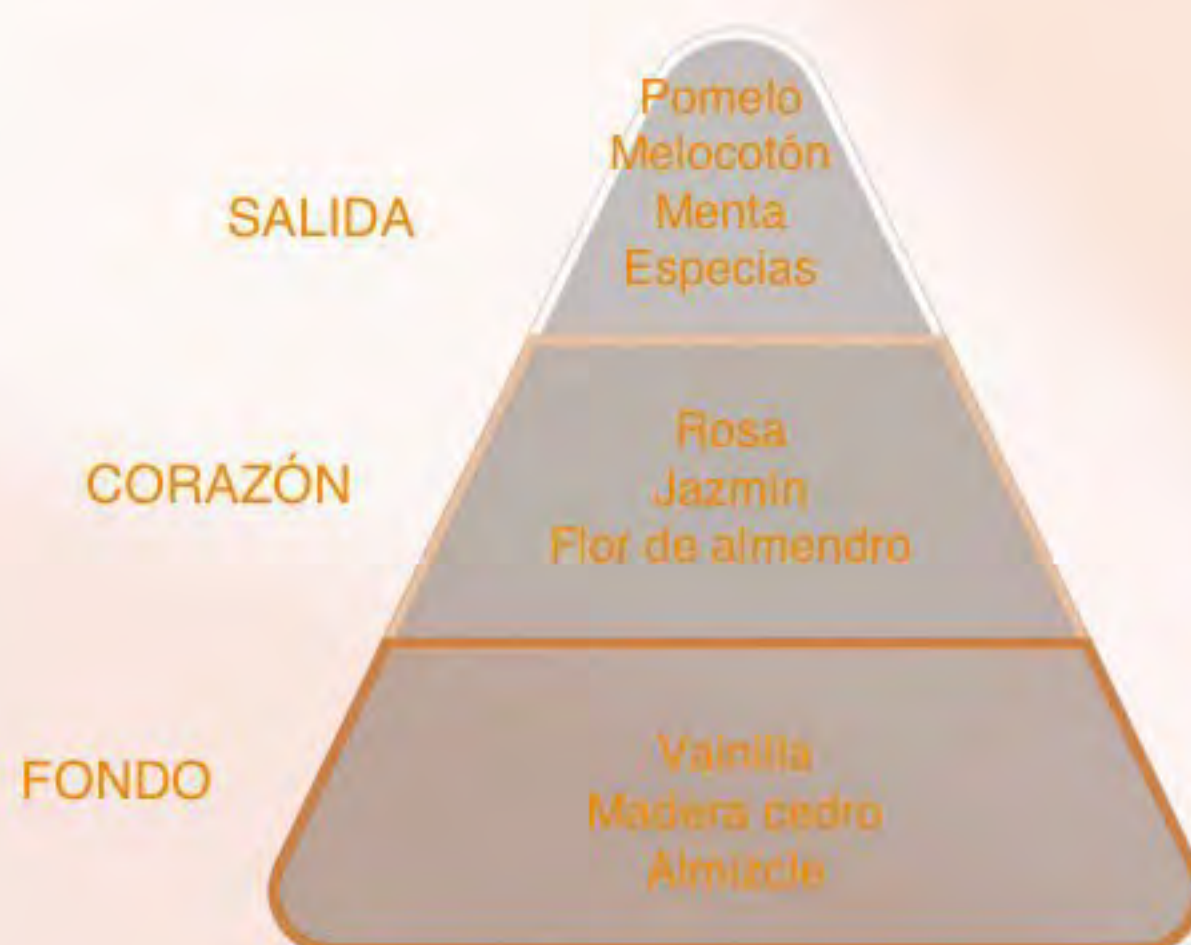 SALIDA
Pomelo
Melocotón
Menta
Especias
CORAZÓN
Rosa
Jazmín
Flor de almendro
FONDO
Vainilla
Madera cedro
Almizcle